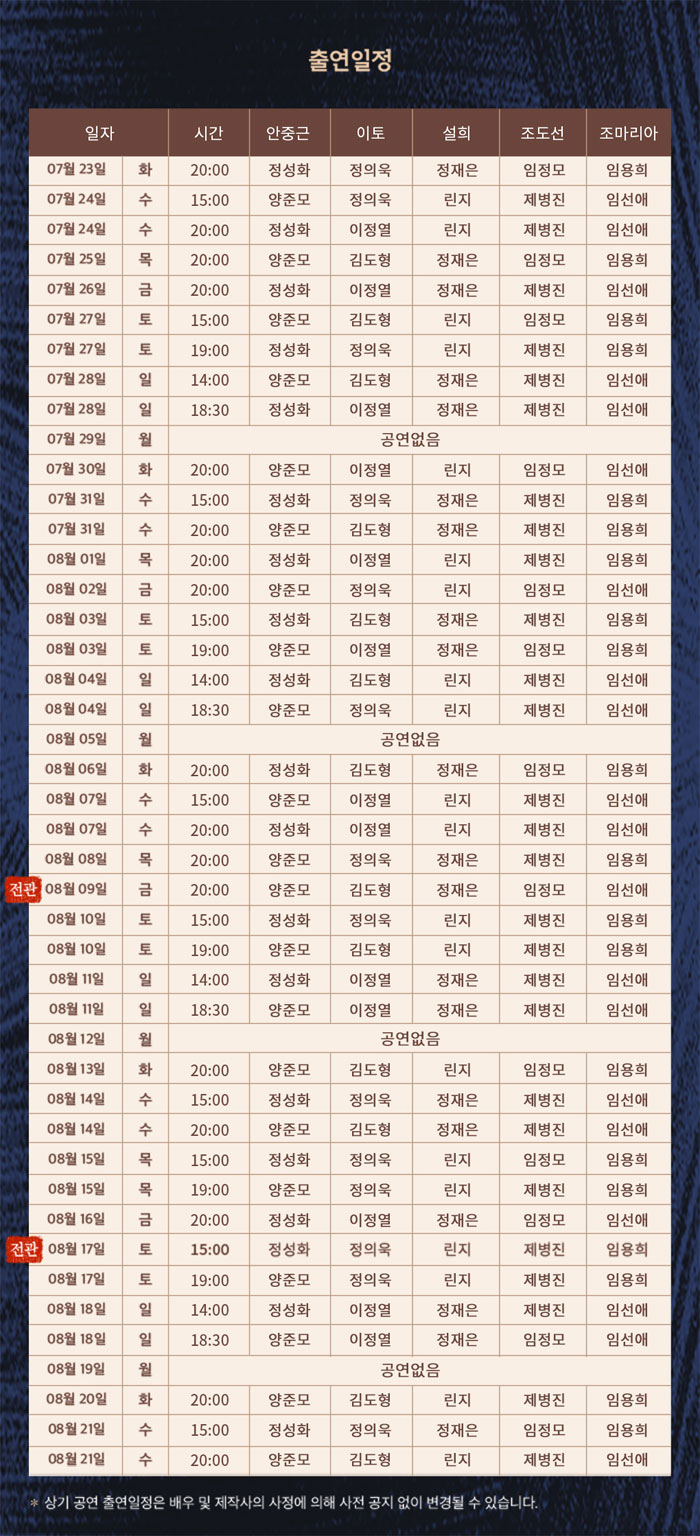 출연일정
일자 시간 안중근 이토 설희 조도선 조마리아
07월 23일 화 20:00 정성화 정의욱 정재은 임정모 임용희
07월 24일 수 15:00 양준모 정의욱 린지 제병진 임선애
07월 24일 수 20:00 정성화 이정열 린지 제병진 임선애
07월 25일 목 20:00 양준모 김도형 정재은 임정모 임용희
07월 26일 금 20:00 정성화 이정열 정재은 제병진 임선애
07월 27일 토 15:00 양준모 김도형 린지 임정모 임용희
07월 27일 토 19:00 정성화 정의욱 린지 제병진 임용희
07월 28일 일 14:00 양준모 김도형 정재은 제병진 임선애
07월 28일 일 18:30 정성화 이정열 정재은 제병진 임선애
07월 29일 월 공연없음
07월 30일 화 20:00 양준모 이정열 린지 임정모 임선애
07월 31일 수 15:00 정성화 정의욱 정재은 제병진 임용희
07월 31일 수 20:00 양준모 김도형 정재은 제병진 임용희
08월 01일 목 20:00 정성화 이정열 린지 제병진 임용희
08월 02일 금 20:00 양준모 정의욱 린지 임정모 임선애
08월 03일 토 15:00 정성화 김도형 정재은 제병진 임용희
08월 03일 토 19:00 양준모 이정열 정재은 임정모 임용희
08월 04일 일 14:00 정성화 김도형 린지 제병진 임선애
08월 04일 일 18:30 양준모 정의욱 린지 제병진 임선애
08월 05일 월 공연없음
08월 06일 화 20:00 정성화 김도형 정재은 임정모 임용희
08월 07일 수 15:00 양준모 이정열 린지 제병진 임선애
08월 07일 수 20:00 정성화 이정열 린지 제병진 임선애
08월 08일 목 20:00 양준모 정의욱 정재은 제병진 임용희
전관 08월 09일 금 20:00 양준모 김도형 정재은 임정모 임선애
08월 10일 토 15:00 정성화 정의욱 린지 제병진 임용희
08월 10일 토 19:00 양준모 김도형 린지 제병진 임용희
08월 11일 일 14:00 정성화 이정열 정재은 제병진 임선애
08월 11일 일 18:30 양준모 이정열 정재은 제병진 임선애
08월 12일 월 공연없음
08월 13일 화 20:00 양준모 김도형 린지 임정모 임용희
08월 14일 수 15:00 정성화 정의욱 정재은 제병진 임선애
08월 14일 수 20:00 양준모 김도형 정재은 제병진 임선애
08월 15일 목 15:00 정성화 정의욱 린지 임정모 임용희
08월 15일 목 19:00 양준모 정의욱 린지 제병진 임용희
08월 16일 금 20:00 정성화 이정열 정재은 임정모 임선애
전관 08월 17일 토 15:00 정성화 정의욱 린지 제병진 임용희
08월 17일 토 19:00 양준모 정의욱 린지 제병진 임용희
08월 18일 일 14:00 정성화 이정열 정재은 제병진 임선애
08월 18일 일 18:30 양준모 이정열 정재은 임정모 임선애
08월 19일 월 공연없음
08월 20일 화 20:00 양준모 김도형 린지 제병진 임용희
08월 21일 수 15:00 정성화 정의욱 정재은 임정모 임용희
08월 21일 수 20:00 양준모 김도형 린지 제병진 임선애
* 상기 공연 출연일정은 배우 및 제작사의 사정에 의해 사전 공지 없이 변경될 수 있습니다.